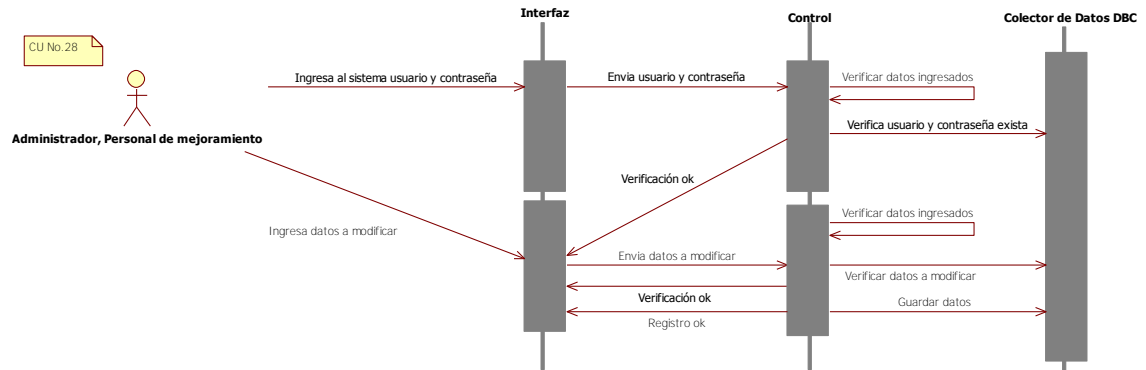 Interfaz
Control
Colector de Datos DBC
CU No.28
Administrador, Personal de mejoramiento
Ingresa al sistema usuario y contraseña
Envia usuario y contraseña
Verificar datos ingresados
Verifica usuario y contraseña exista
Verificación ok
Ingresa datos a modificar
Verificar datos ingresados
Envia datos a modificar
Verificar datos a modificar
Verificación ok
Guardar datos
Registro ok